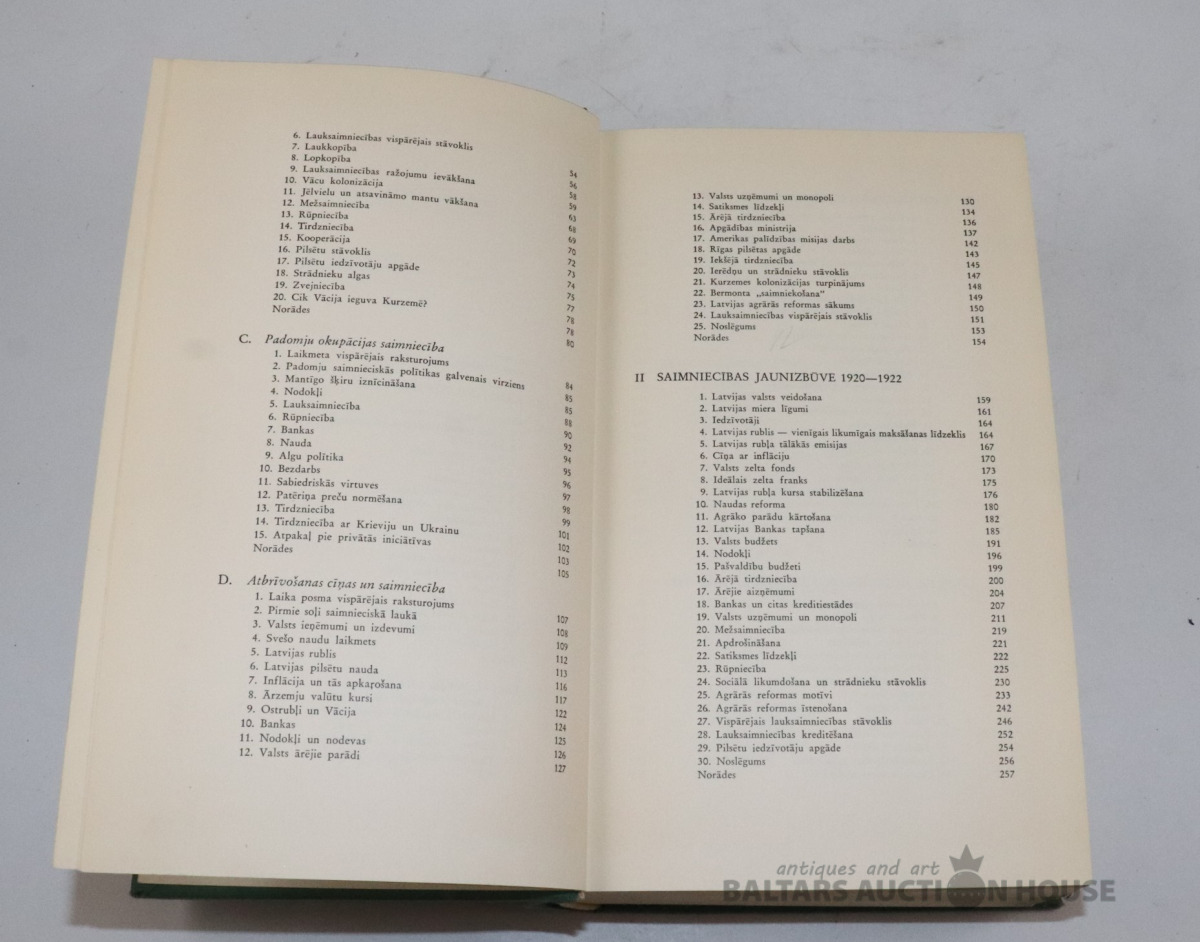 6. Lauksaimniecības vispārējais stāvoklis 54
7. Laukkopība 56
8. Lopkopība 58
9. Lauksaimniecības ražojumu ievākšana 59
10. Vācu kolonizācija 63
11. Jēlvielu un atsavināmo mantu vākšana 68
12. Mežsaimniecība 69
13. Rūpniecība 70
14. Tirdzniecība 72
15. Kooperācija 73
16. Pilsētu stāvoklis 74
17. Pilsētu iedzīvotāju apgāde 75
18. Strādnieku algas 77
19. Zvejniecība 78
20. Cik Vācija ieguva Kurzemē? 78
Norādes 80
C. Padomju okupācijas saimniecība
1. Laikmeta vispārējais raksturojums 84
2. Padomju saimnieciskās polītikas galvenais virziens 85
3. Mantīgo šķiru iznīcināšana 85
4. Nodokļi 88
5. Lauksaimniecība 90
6. Rūpniecība 92
7. Bankas 94
8. Nauda 95
9. Algu polītika 96
10. Bezdarbs 97
11. Sabiedriskās virtuves 98
12. Patēriņa preču normēšana 99
13. Tirdzniecība 101
14. Tirdzniecība ar Krieviju un Ukrainu 102
15. Atpakaļ pie privātās iniciātīvas 103
Norādes 105
D. Atbrīvošanas cīņas un saimniecība
1. Laika posma vispārējais raksturojums 107
2. Pirmie soļi saimnieciskā laukā 108
3. Valsts ieņēmumi un izdevumi 109
4. Svešo naudu laikmets 112
5. Latvijas rublis 113
6. Latvijas pilsētu nauda 116
7. Inflācija un tās apkaŗošana 117
8. Ārzemju valūtu kursi 122
9. Ostrubļi un Vācija 124
10. Bankas 125
11. Nodokļi un nodevas 126
12. Valsts ārējie parādi 127
13. Valsts uzņēmumi un monopoli 130
14. Satiksmes līdzekļi 134
15. Ārējā tirdzniecība 136
16. Apgādības ministrija 137
17. Amerikas palīdzības misijas darbs 142
18. Rīgas pilsētas apgāde 143
19. Iekšējā tirdzniecība 145
20. Ierēdņu un strādnieku stāvoklis 147
21. Kurzemes kolonizācijas turpinājums 148
22. Bermonta „saimniekošana“ 149
23. Latvijas agrārās reformas sākums 150
24. Lauksaimniecības vispārējais stāvoklis 151
25. Noslēgums 153
Norādes 154
II SAIMNIECĪBAS JAUNIZBŪVE 1920—1922
1. Latvijas valsts veidošana 159
2. Latvijas miera līgumi 161
3. Iedzīvotāji 164
4. Latvijas rublis — vienīgais likumīgais maksāšanas līdzeklis 164
5. Latvijas rubļa tālākās emisijas 167
6. Cīņa ar inflāciju 170
7. Valsts zelta fonds 173
8. Ideālais zelta franks 175
9. Latvijas rubļa kursa stabilizēšana 176
10. Naudas reforma 180
11. Agrāko parādu kārtošana 182
12. Latvijas Bankas tapšana 185
13. Valsts budžets 191
14. Nodokļi 196
15. Pašvaldību budžeti 199
16. Ārējā tirdzniecība 200
17. Ārējie aizņēmumi 204
18. Bankas un citas kreditiestādes 207
19. Valsts uzņēmumi un monopoli 211
20. Mežsaimniecība 219
21. Apdrošināšana 221
22. Satiksmes līdzekļi 222
23. Rūpniecība 225
24. Sociālā likumdošana un strādnieku stāvoklis 230
25. Agrārās reformas motīvi 233
26. Agrārās reformas īstenošana 242
27. Vispārējais lauksaimniecības stāvoklis 246
28. Lauksaimniecības kreditēšana 252
29. Pilsētu iedzīvotāju apgāde 254
30. Noslēgums 256
Norādes 257
antiques and art
BALTARS AUCTION HOUSE